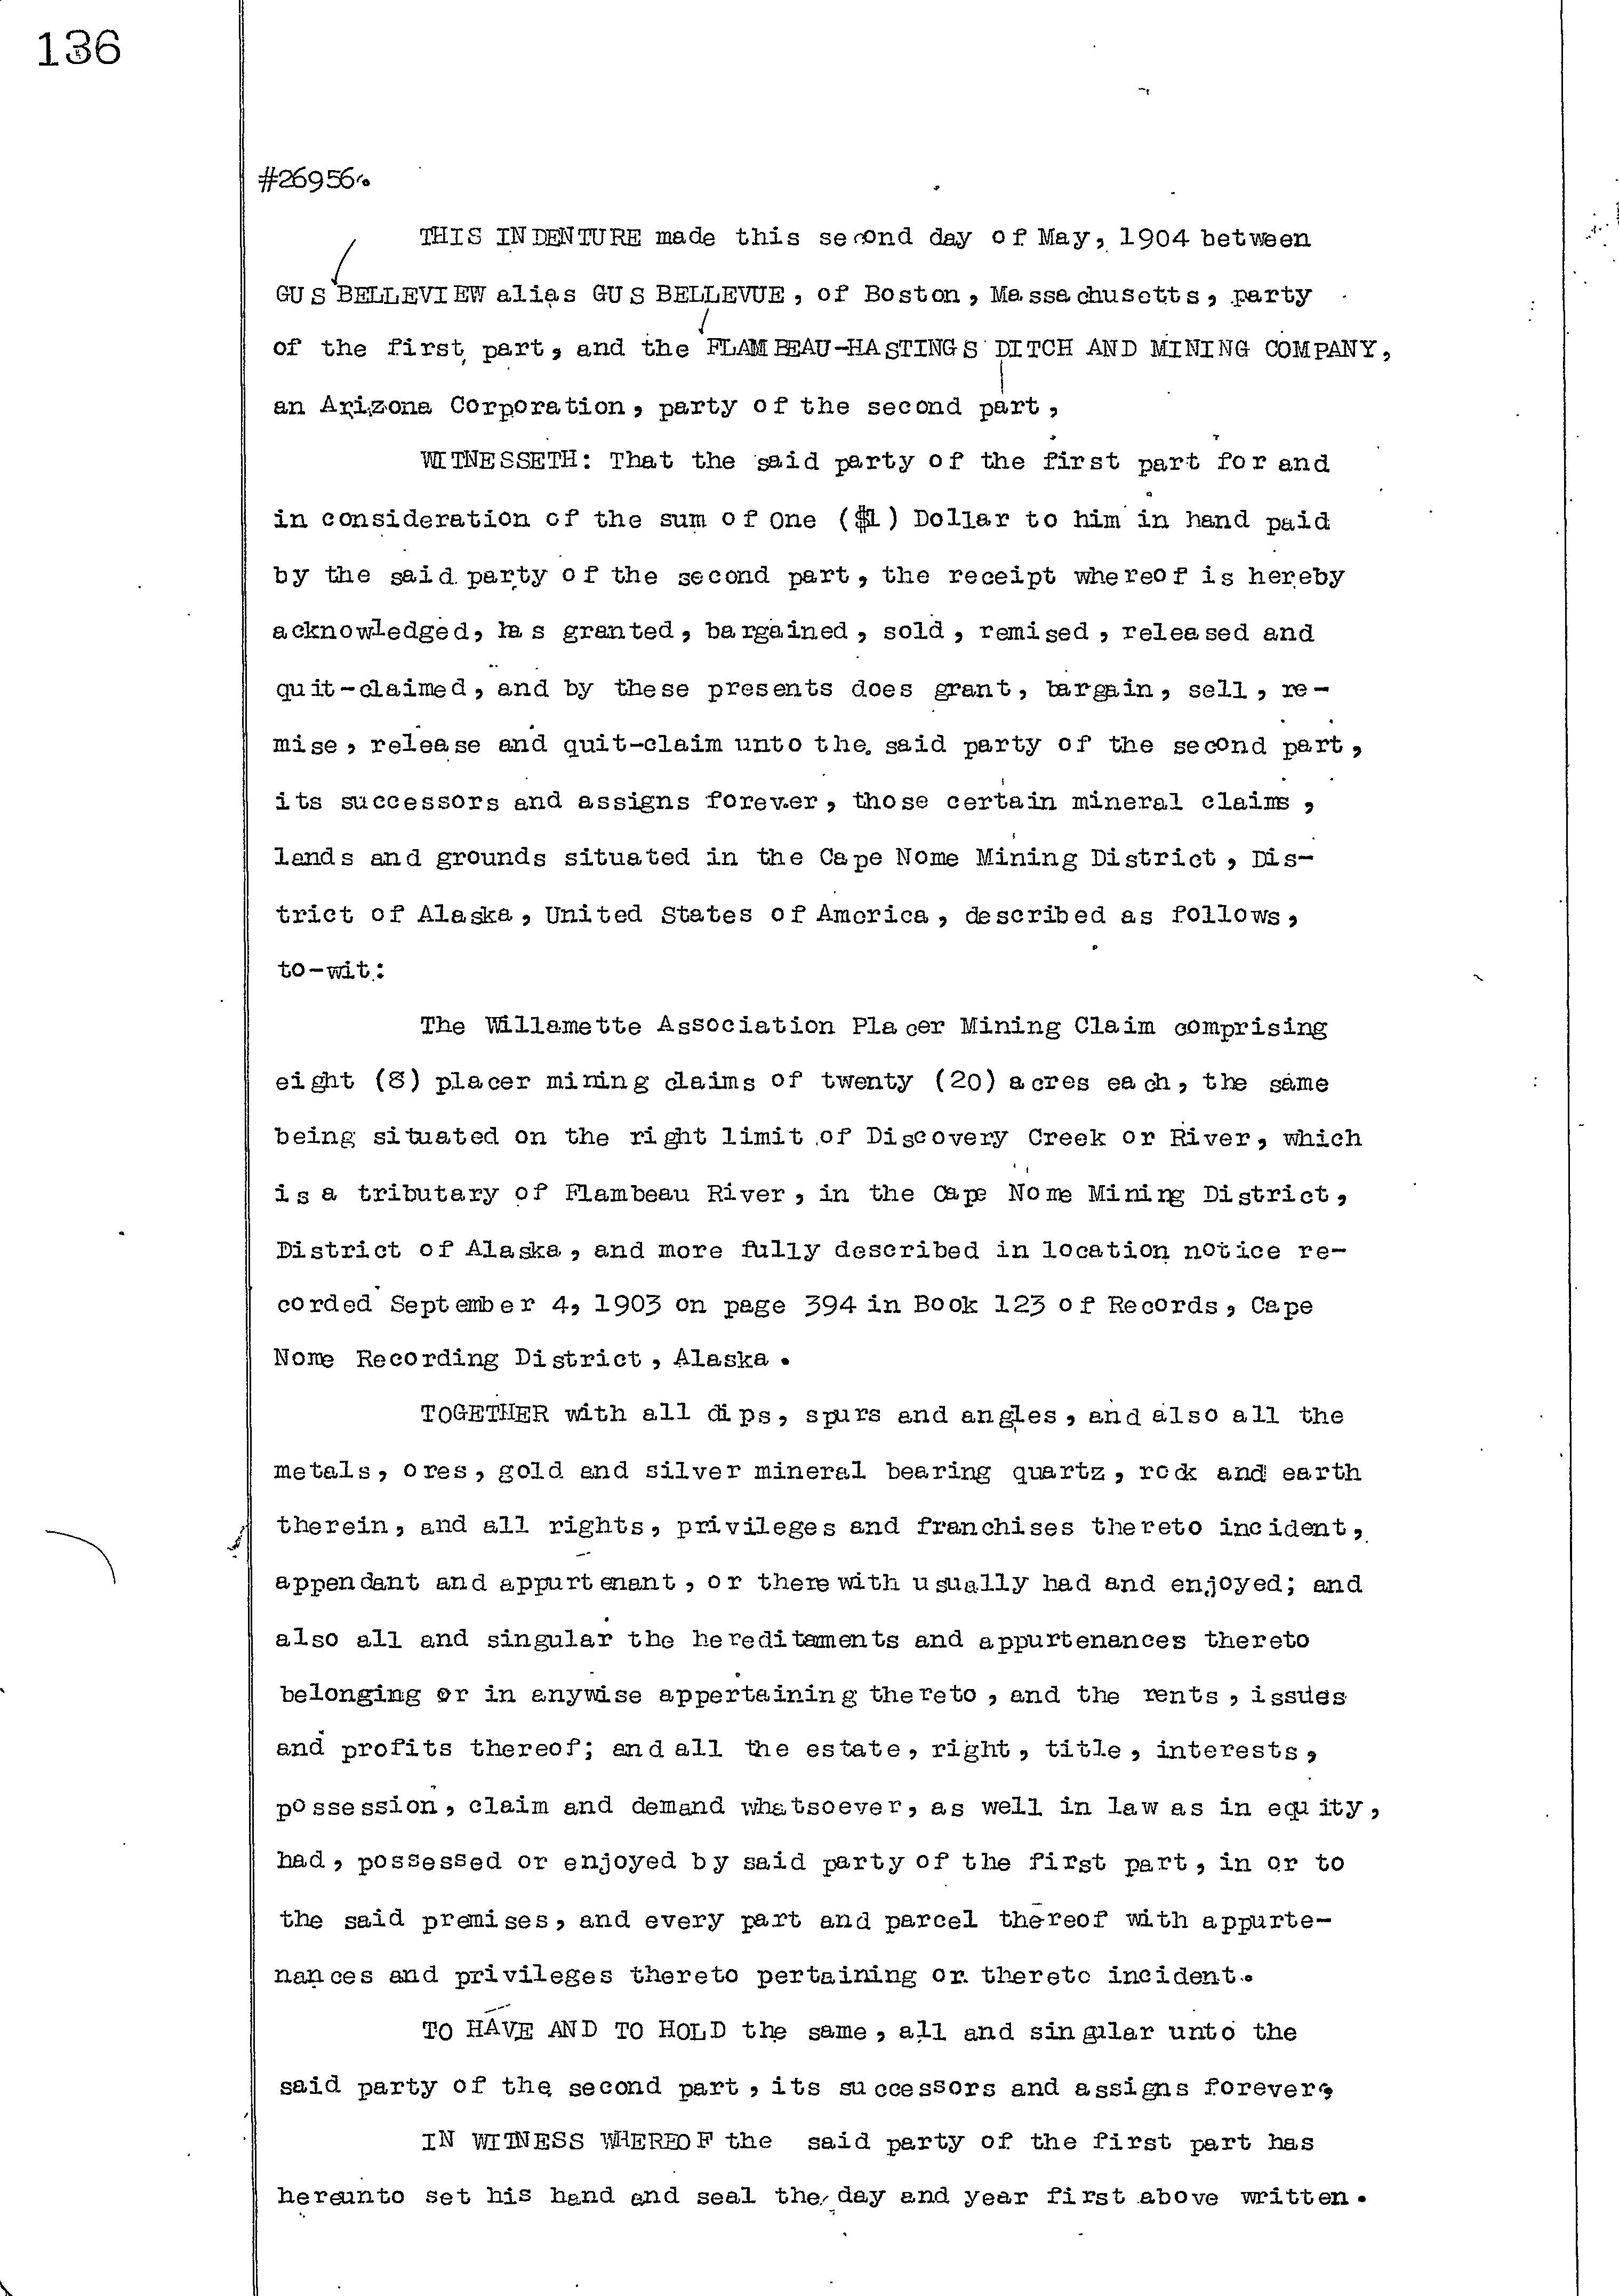 136
#26956.
THIS INDENTURE made this second day of May, 1904 between
GUS BELLEVIEW alias GUS BELLEVUE, of Boston, Massachusetts, party
of the first part, and the FLAMBEAU-HASTINGS DITCH AND MINING COMPANY,
an Arizona Corporation, party of the second part,
WITNESSETH: That the said party of the first part for and
in consideration of the sum of One ($1) Dollar to him in hand paid
by the said party of the second part, the receipt whereof is hereby
acknowledged, has granted, bargained, sold, remised, released and
quit-claimed, and by these presents does grant, bargain, sell, re-
mise, release and quit-claim unto the said party of the second part,
its successors and assigns forever, those certain mineral claims,
lands and grounds situated in the Cape Nome Mining District, Dis-
trict of Alaska, United States of America, described as follows,
to-wit:
The Willamette Association Placer Mining Claim comprising
eight (8) placer mining claims of twenty (20) acres each, the same
being situated on the right limit of Discovery Creek or River, which
is a tributary of Flambeau River, in the Cape Nome Mining District,
District of Alaska, and more fully described in location notice re-
corded September 4, 1903 on page 394 in Book 123 of Records, Cape
Nome Recording District, Alaska.
TOGETHER with all dips, spurs and angles, and also all the
metals, ores, gold and silver mineral bearing quartz, rock and earth
therein, and all rights, privileges and franchises thereto incident,
appendant and appurtenant, or therewith usually had and enjoyed; and
also all and singular the hereditaments and appurtenances thereto
belonging or in anywise appertaining thereto, and the rents, issues
and profits thereof; and all the estate, right, title, interests,
possession, claim and demand whatsoever, as well in law as in equity,
had, possessed or enjoyed by said party of the first part, in or to
the said premises, and every part and parcel thereof with appurte-
nances and privileges thereto pertaining or thereto incident.
TO HAVE AND TO HOLD the same, all and singular unto the
said party of the second part, its successors and assigns forever.
IN WITNESS WHEREOF the said party of the first part has
hereunto set his hand and seal the day and year first above written.